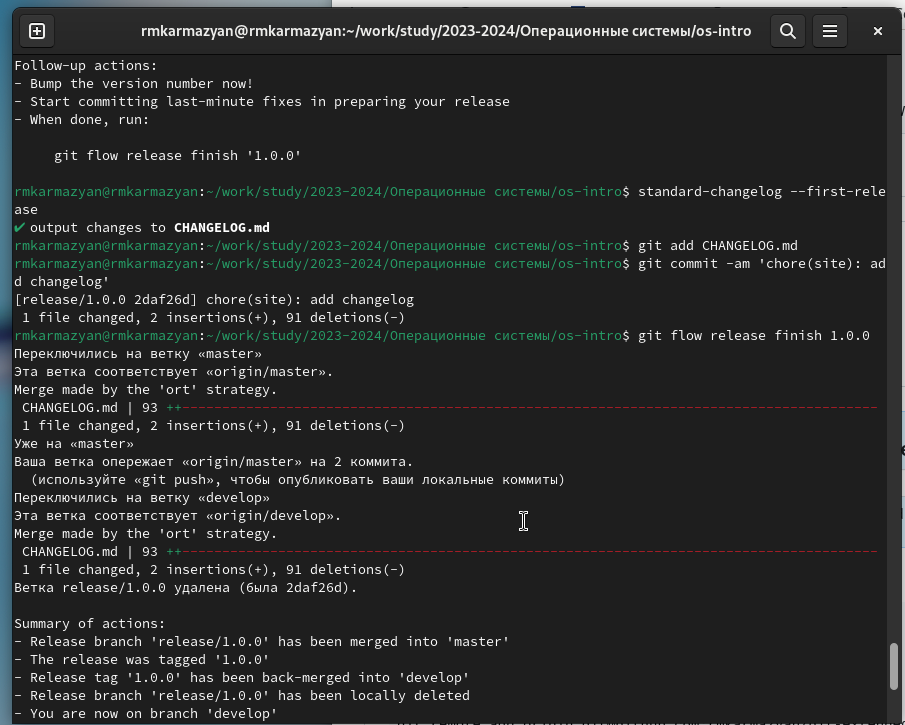 rmkarmazyan@rmkarmazyan:~/work/study/2023-2024/Операционные системы/os-intro
Follow-up actions:
- Bump the version number now!
- Start committing last-minute fixes in preparing your release
- When done, run:
git flow release finish '1.0.0'
rmkarmazyan@rmkarmazyan:~/work/study/2023-2024/Операционные системы/os-intro$ standard-changelog --first-rele
ase
✔ output changes to CHANGELOG.md
rmkarmazyan@rmkarmazyan:~/work/study/2023-2024/Операционные системы/os-intro$ git add CHANGELOG.md
rmkarmazyan@rmkarmazyan:~/work/study/2023-2024/Операционные системы/os-intro$ git commit -am 'chore(site): ad
d changelog'
[release/1.0.0 2daf26d] chore(site): add changelog
1 file changed, 2 insertions(+), 91 deletions(-)
rmkarmazyan@rmkarmazyan:~/work/study/2023-2024/Операционные системы/os-intro$ git flow release finish 1.0.0
Переключились на ветку «master»
Эта ветка соответствует «origin/master».
Merge made by the 'ort' strategy.
CHANGELOG.md | 93 ++---------------------------------------------------------------------------------------
1 file changed, 2 insertions(+), 91 deletions(-)
Уже на «master»
Ваша ветка опережает «origin/master» на 2 коммита.
(используйте «git push», чтобы опубликовать ваши локальные коммиты)
Переключились на ветку «develop»
Эта ветка соответствует «origin/develop».
Merge made by the 'ort' strategy.
CHANGELOG.md | 93 ++---------------------------------------------------------------------------------------
1 file changed, 2 insertions(+), 91 deletions(-)
Ветка release/1.0.0 удалена (была 2daf26d).
Summary of actions:
- Release branch 'release/1.0.0' has been merged into 'master'
- The release was tagged '1.0.0'
- Release tag '1.0.0' has been back-merged into 'develop'
- Release branch 'release/1.0.0' has been locally deleted
- You are now on branch 'develop'